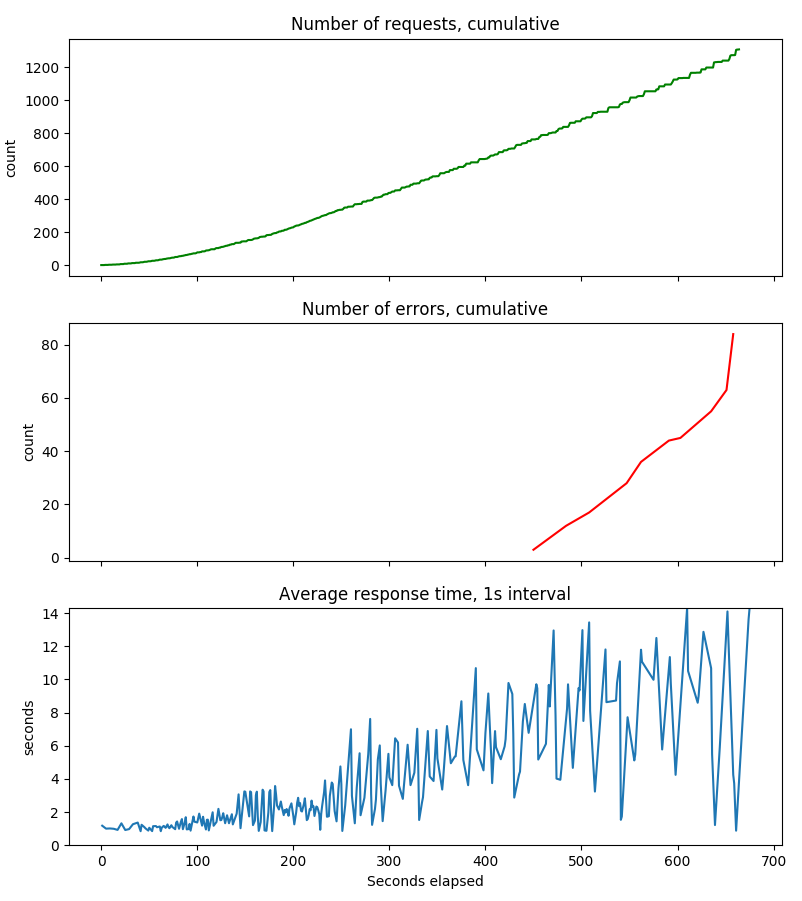 Number of requests, cumulative
count
1200
1000
800
600
400
200
0
Number of errors, cumulative
count
80
60
40
20
0
Average response time, 1s interval
seconds
14
12
10
8
6
4
2
0
0 100 200 300 400 500 600 700
Seconds elapsed